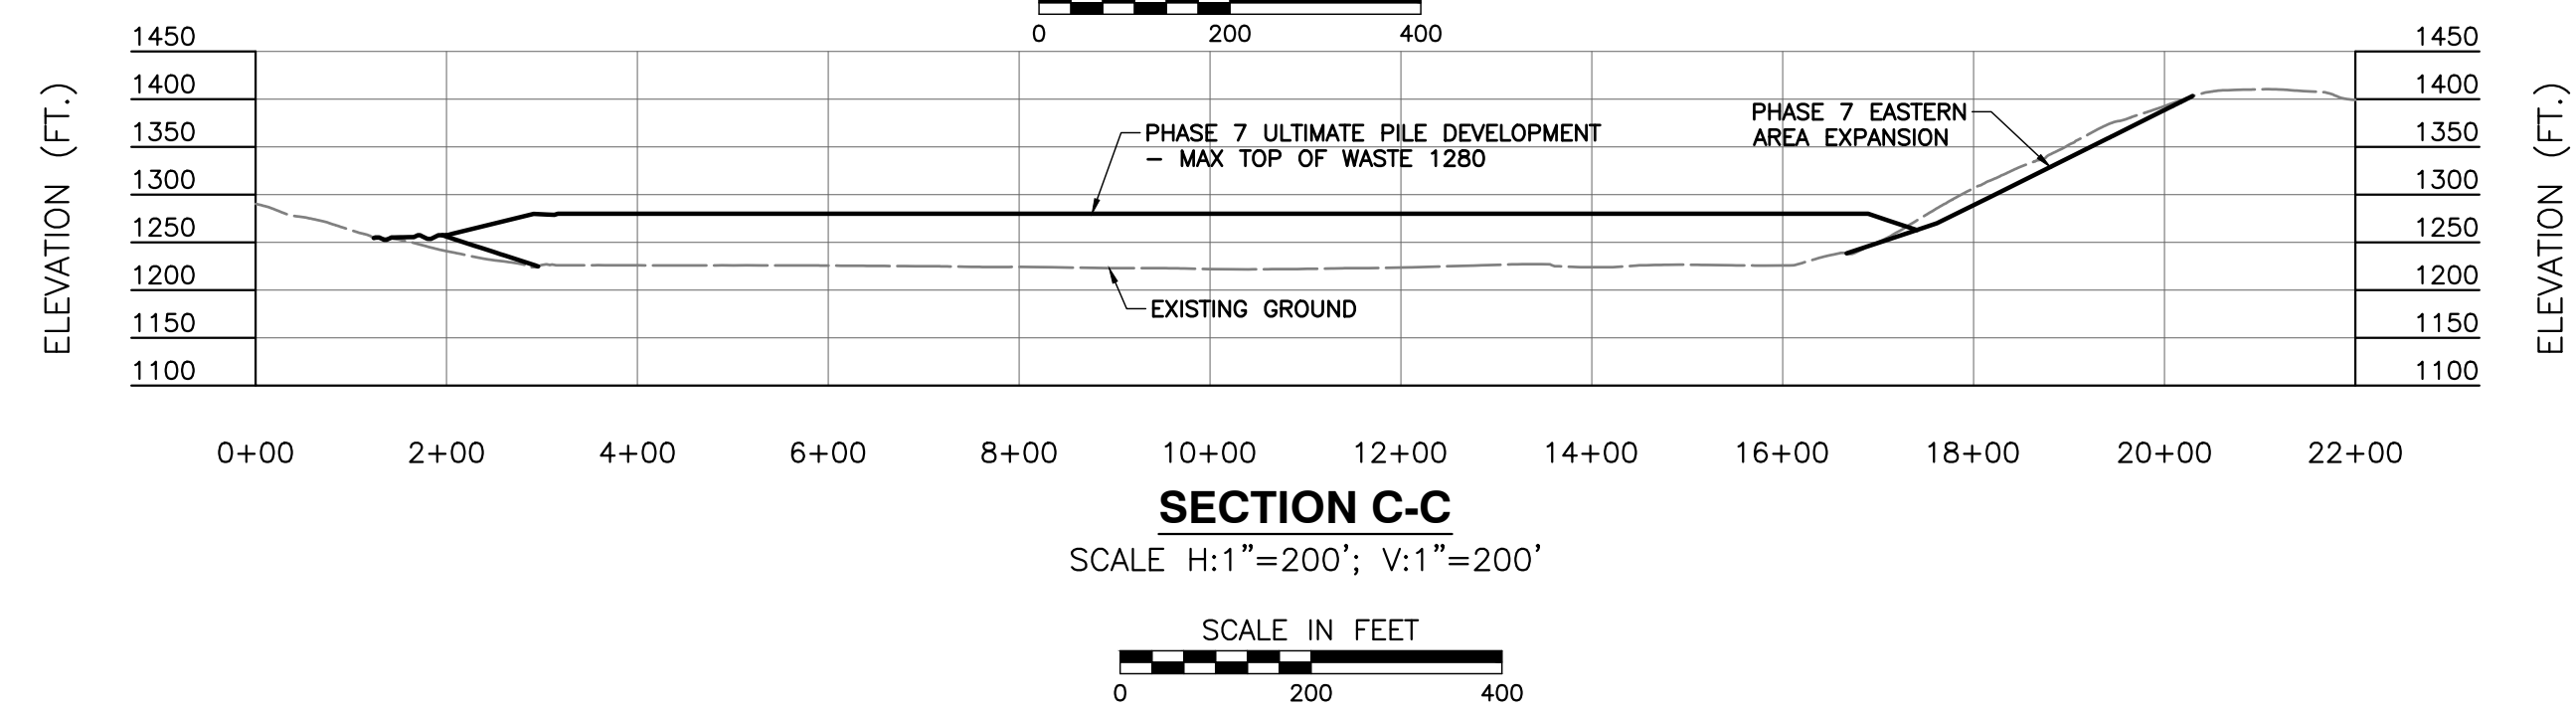 0 200 400
1450 1450
1400 1400
1350 1350
1300 1300
1250 1250
1200 1200
1150 1150
1100 1100
ELEVATION (FT.)
ELEVATION (FT.)
PHASE 7 ULTIMATE PILE DEVELOPMENT
- MAX TOP OF WASTE 1280
PHASE 7 EASTERN
AREA EXPANSION
EXISTING GROUND
0+00 2+00 4+00 6+00 8+00 10+00 12+00 14+00 16+00 18+00 20+00 22+00
SECTION C-C
SCALE H:1"=200'; V:1"=200'
SCALE IN FEET
0 200 400